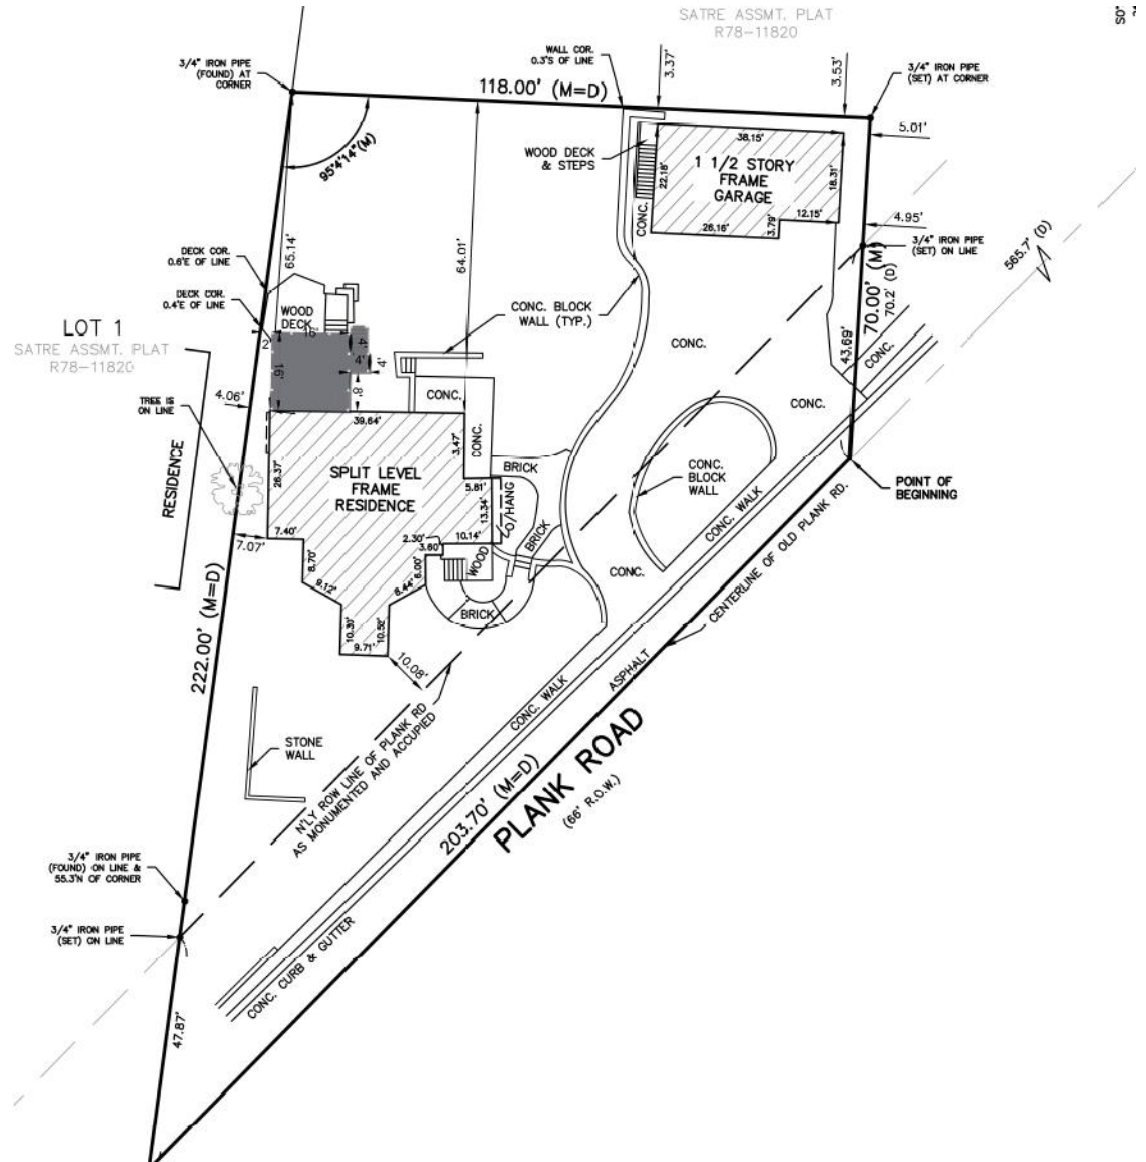 SATRE ASSMT. PLAT
R78-11820
3/4" IRON PIPE
(FOUND) AT
CORNER
WALL COR.
0.3'S OF LINE
118.00' (M=D)
3.37'
3.53'
3/4" IRON PIPE
(SET) AT CORNER
5.01'
95°4'14"(M)
WOOD DECK
& STEPS
38.15'
1 1/2 STORY
FRAME
GARAGE
22.18'
18.31'
12.15'
3.79'
26.16'
CONC.
4.95'
3/4" IRON PIPE
(SET) ON LINE
565.7' (D)
65.14'
64.01'
DECK COR.
0.6'E OF LINE
DECK COR.
0.4'E OF LINE
WOOD
DECK
CONC. BLOCK
WALL (TYP.)
70.00' (M)
70.2' (D)
43.69'
CONC.
LOT 1
SATRE ASSMT. PLAT
R78-11820
16'
2'
16'
4'
4'
4'
8'
CONC.
CONC.
CONC.
CONC.
4.06'
TREE IS
ON LINE
RESIDENCE
39.64'
3.47'
SPLIT LEVEL
FRAME
RESIDENCE
26.37'
BRICK
5.81'
13.34'
O/HANG
CONC.
BLOCK
WALL
POINT OF
BEGINNING
CONC. WALK
CENTERLINE OF OLD PLANK RD.
7.07'
7.40'
8.70'
9.12'
2.30'
3.60'
10.14'
6.00'
WOOD
BRICK
8.44'
BRICK
CONC.
10.33'
9.71'
10.52'
10.08'
222.00' (M=D)
STONE
WALL
N'LY ROW LINE OF PLANK RD
AS MONUMENTED AND ACCUPIED
CONC. WALK
ASPHALT
203.70' (M=D)
PLANK ROAD
(66' R.O.W.)
3/4" IRON PIPE
(FOUND) ON LINE &
55.3'N OF CORNER
3/4" IRON PIPE
(SET) ON LINE
CONC. CURB & GUTTER
47.87'